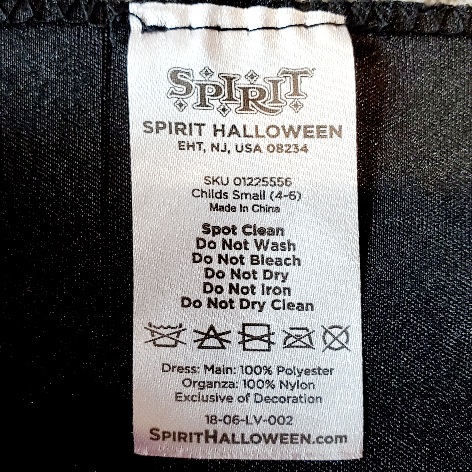 SPIRIT
SPIRIT HALLOWEEN
EHT, NJ, USA 08234
SKU 01225556
Childs Small (4-6)
Made In China
Spot Clean
Do Not Wash
Do Not Bleach
Do Not Dry
Do Not Iron
Do Not Dry Clean
Dress: Main: 100% Polyester
Organza: 100% Nylon
Exclusive of Decoration
18-06-LV-002
SPIRITHALLOWEEN.com